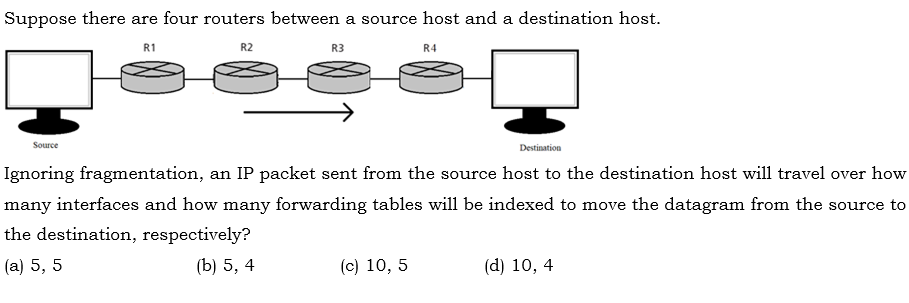 Suppose there are four routers between a source host and a destination host.
R1 R2 R3 R4
Source Destination
Ignoring fragmentation, an IP packet sent from the source host to the destination host will travel over how
many interfaces and how many forwarding tables will be indexed to move the datagram from the source to
the destination, respectively?
(a) 5, 5 (b) 5, 4 (c) 10, 5 (d) 10, 4